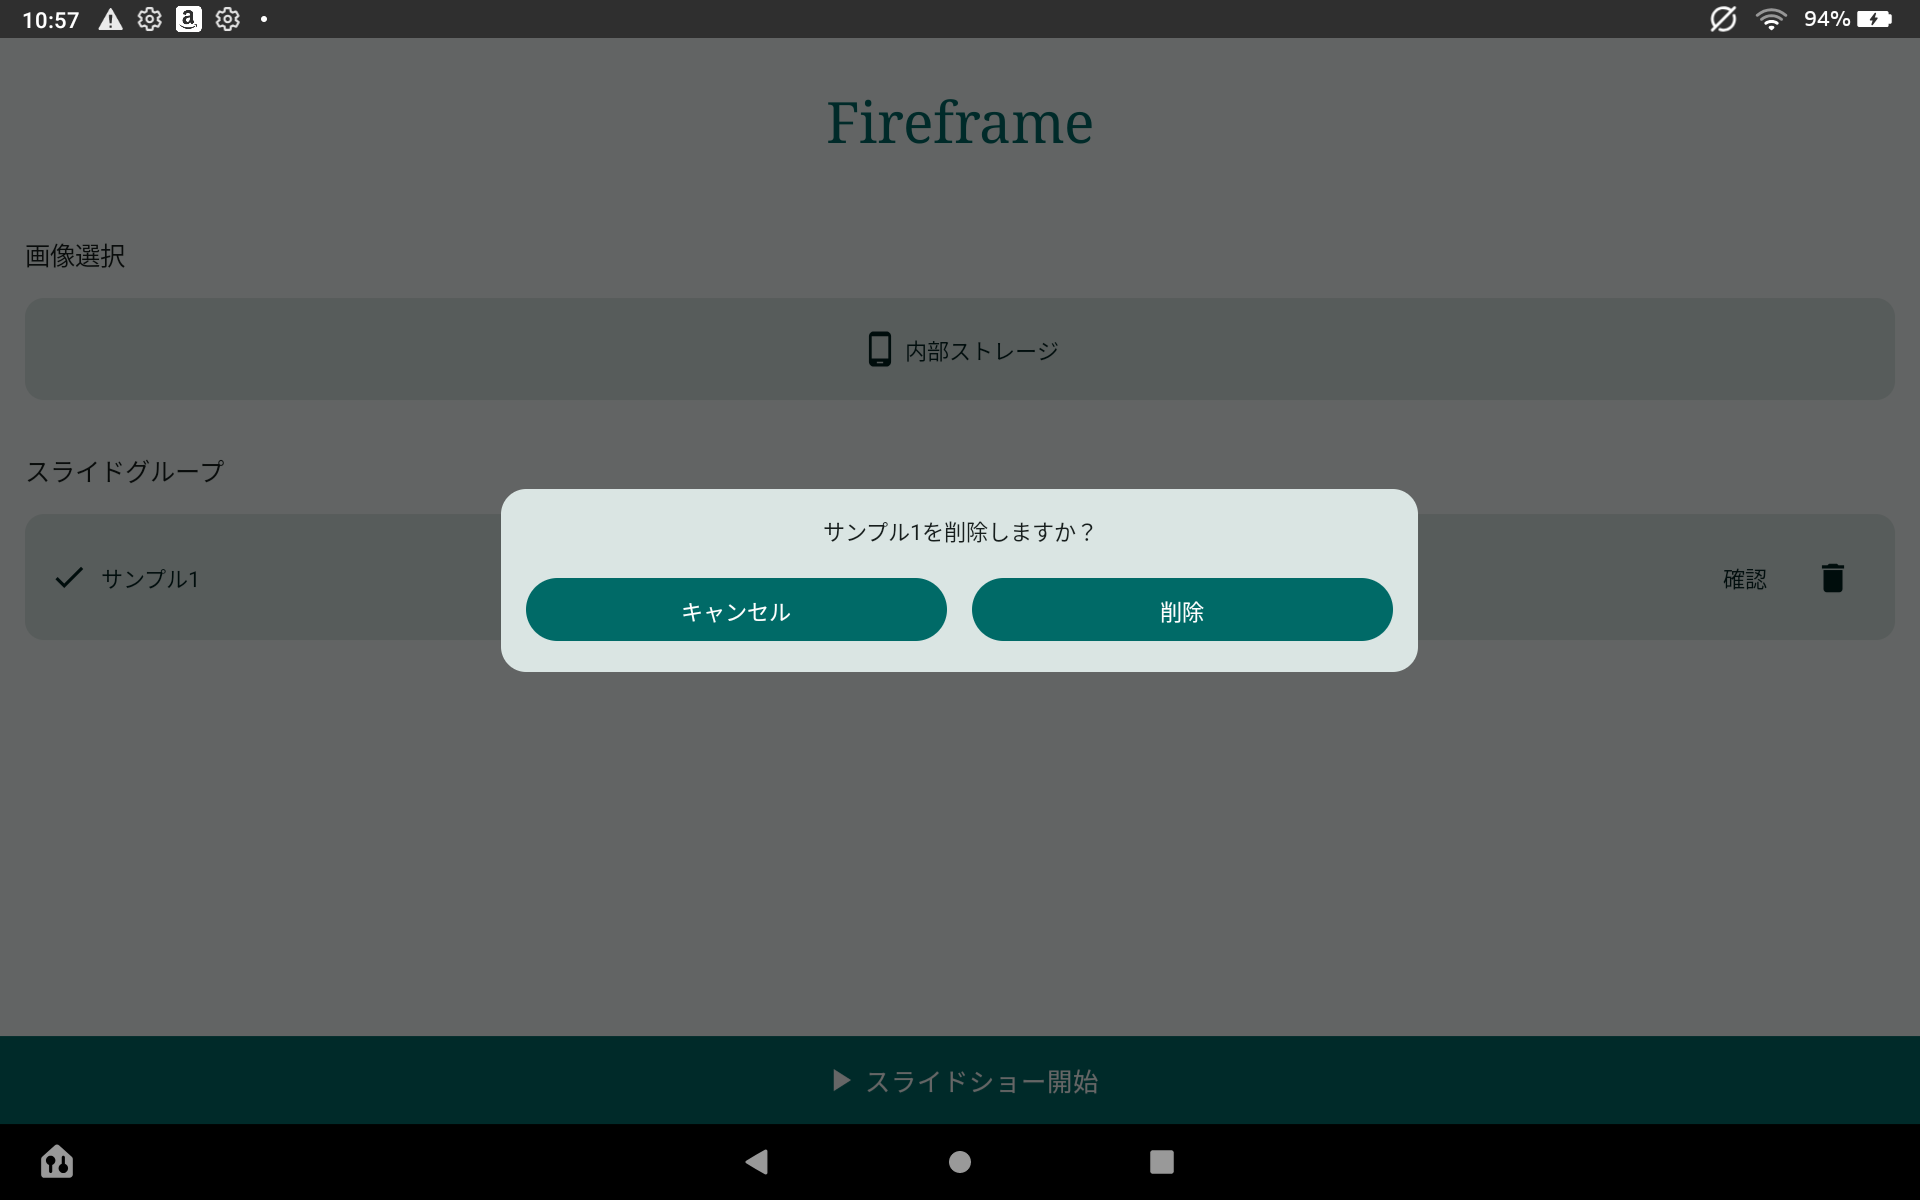 10:57
94%
Fireframe
画像選択
内部ストレージ
スライドグループ
サンプル1を削除しますか？
サンプル1
確認
キャンセル
削除
スライドショー開始